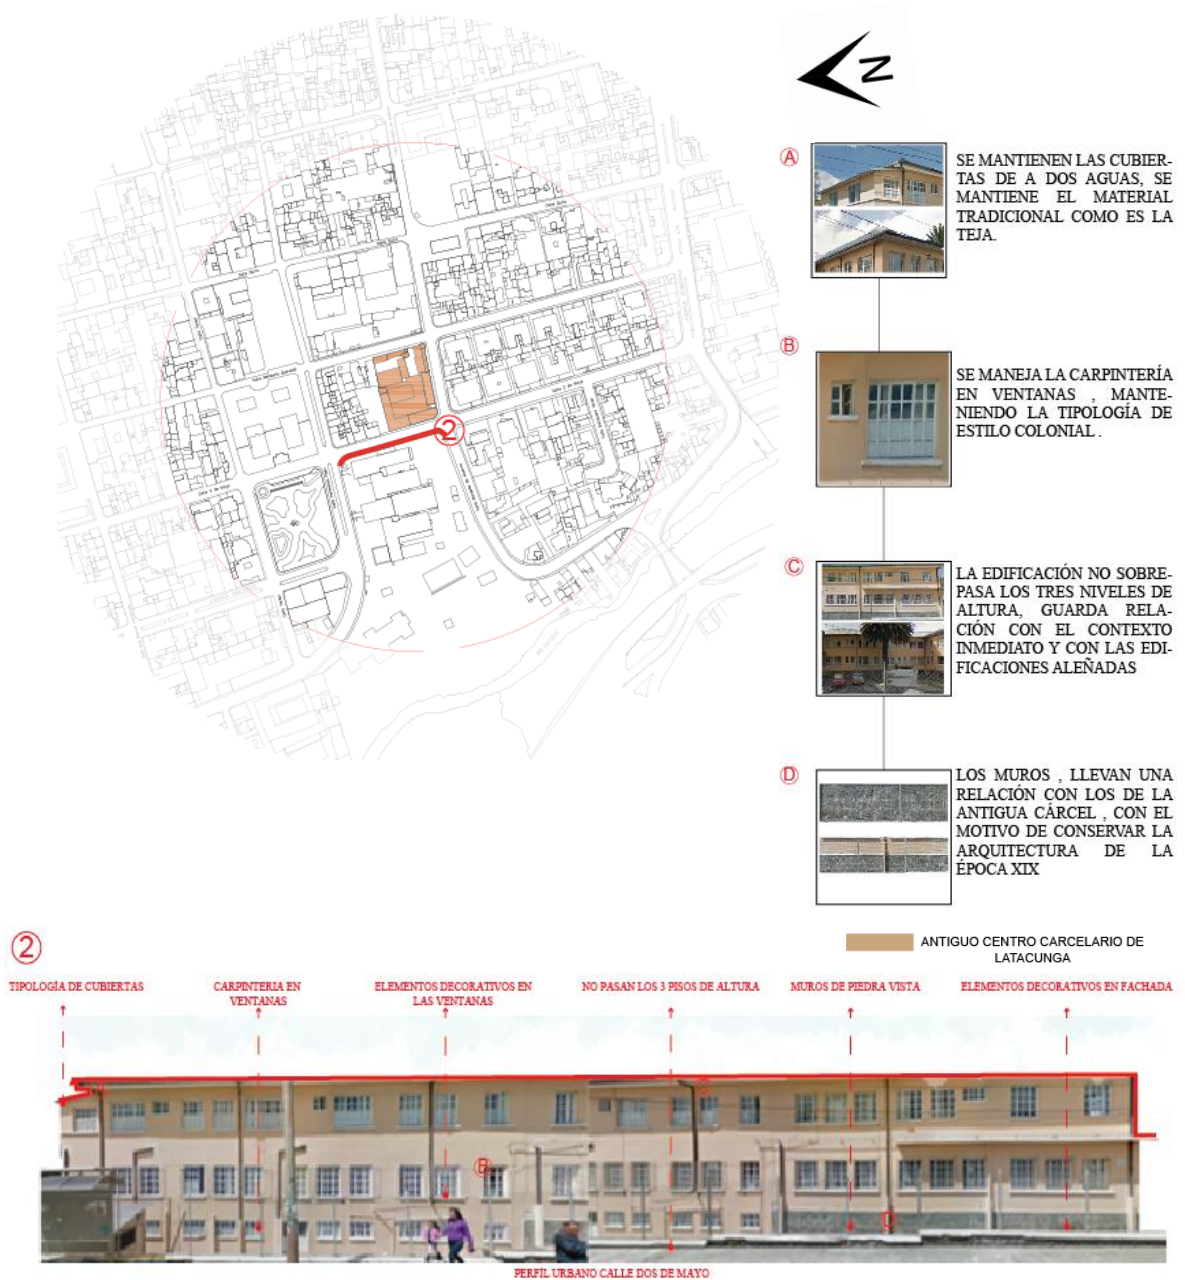 N
A
SE MANTIENEN LAS CUBIER-
TAS DE A DOS AGUAS, SE
MANTIENE EL MATERIAL
TRADICIONAL COMO ES LA
TEJA.
B
SE MANEJA LA CARPINTERÍA
EN VENTANAS , MANTE-
NIENDO LA TIPOLOGÍA DE
ESTILO COLONIAL .
2
C
LA EDIFICACIÓN NO SOBRE-
PASA LOS TRES NIVELES DE
ALTURA, GUARDA RELA-
CIÓN CON EL CONTEXTO
INMEDIATO Y CON LAS EDI-
FICACIONES ALEÑADAS
D
LOS MUROS , LLEVAN UNA
RELACIÓN CON LOS DE LA
ANTIGUA CÁRCEL , CON EL
MOTIVO DE CONSERVAR LA
ARQUITECTURA DE LA
ÉPOCA XIX
ANTIGUO CENTRO CARCELARIO DE
LATACUNGA
2
TIPOLOGÍA DE CUBIERTAS
CARPINTERIA EN
VENTANAS
ELEMENTOS DECORATIVOS EN
LAS VENTANAS
NO PASAN LOS 3 PISOS DE ALTURA
MUROS DE PIEDRA VISTA
ELEMENTOS DECORATIVOS EN FACHADA
B
D
PERFÍL URBANO CALLE DOS DE MAYO